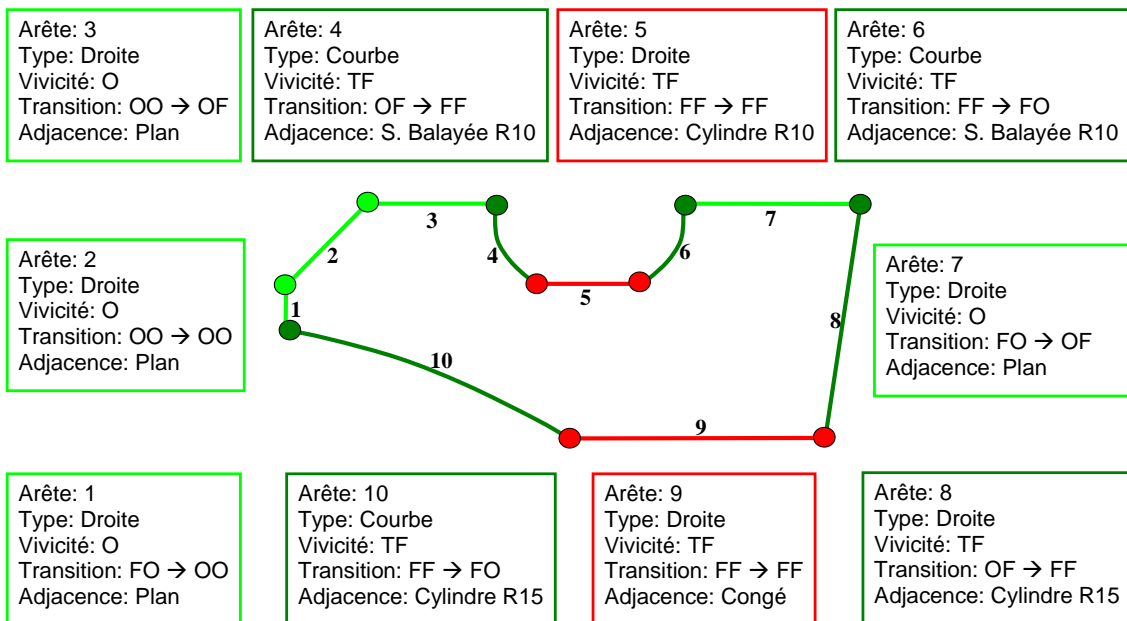 Arête: 3
Type: Droite
Vivicité: O
Transition: OO → OF
Adjacence: Plan
Arête: 4
Type: Courbe
Vivicité: TF
Transition: OF → FF
Adjacence: S. Balayée R10
Arête: 5
Type: Droite
Vivicité: TF
Transition: FF → FF
Adjacence: Cylindre R10
Arête: 6
Type: Courbe
Vivicité: TF
Transition: FF → FO
Adjacence: S. Balayée R10
Arête: 2
Type: Droite
Vivicité: O
Transition: OO → OO
Adjacence: Plan
3
7
2
4
6
5
1
8
10
9
Arête: 7
Type: Droite
Vivicité: O
Transition: FO → OF
Adjacence: Plan
Arête: 1
Type: Droite
Vivicité: O
Transition: FO → OO
Adjacence: Plan
Arête: 10
Type: Courbe
Vivicité: TF
Transition: FF → FO
Adjacence: Cylindre R15
Arête: 9
Type: Droite
Vivicité: TF
Transition: FF → FF
Adjacence: Congé
Arête: 8
Type: Droite
Vivicité: TF
Transition: OF → FF
Adjacence: Cylindre R15